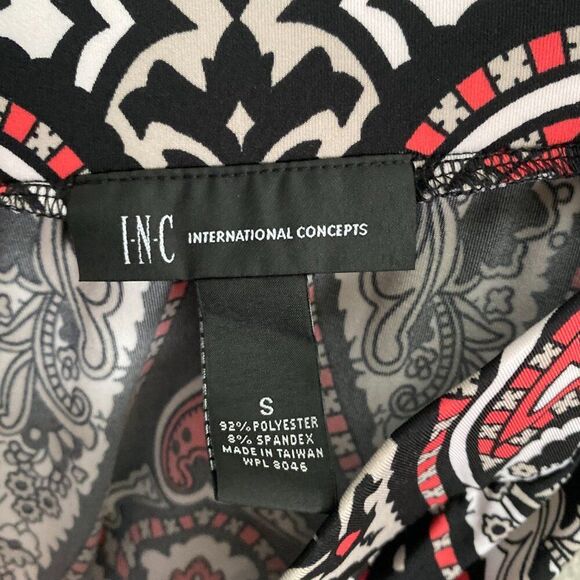 I·N·C INTERNATIONAL CONCEPTS
S
92% POLYESTER
8% SPANDEX
MADE IN TAIWAN
WPL 8046